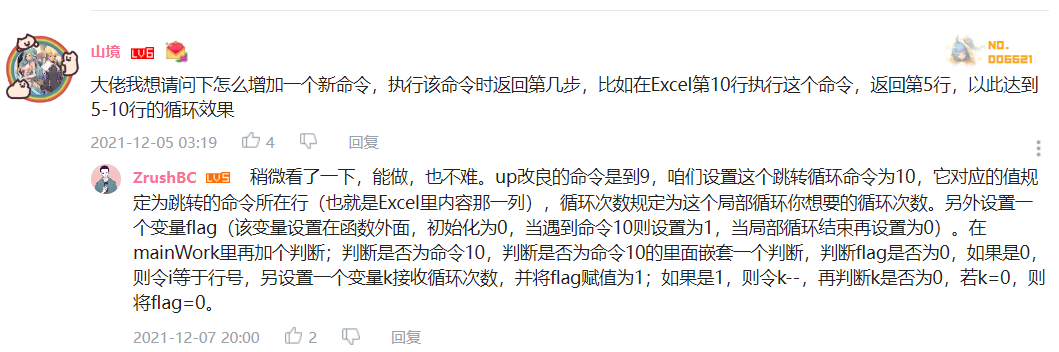 山境 LV6
NO.
006621
大佬我想请问下怎么增加一个新命令，执行该命令时返回第几步，比如在Excel第10行执行这个命令，返回第5行，以此达到
5-10行的循环效果
2021-12-05 03:19 4 回复
ZrushBC LV5 稍微看了一下，能做，也不难。up改良的命令是到9，咱们设置这个跳转循环命令为10，它对应的值规
定为跳转的命令所在行（也就是Excel里内容那一列），循环次数规定为这个局部循环你想要的循环次数。另外设置一
个变量flag（该变量设置在函数外面，初始化为0，当遇到命令10则设置为1，当局部循环结束再设置为0）。在
mainWork里再加个判断；判断是否为命令10，判断是否为命令10的里面嵌套一个判断，判断flag是否为0，如果是0，
则令i等于行号，另设置一个变量k接收循环次数，并将flag赋值为1；如果是1，则令k--，再判断k是否为0，若k=0，则
将flag=0。
2021-12-07 20:00 2 回复